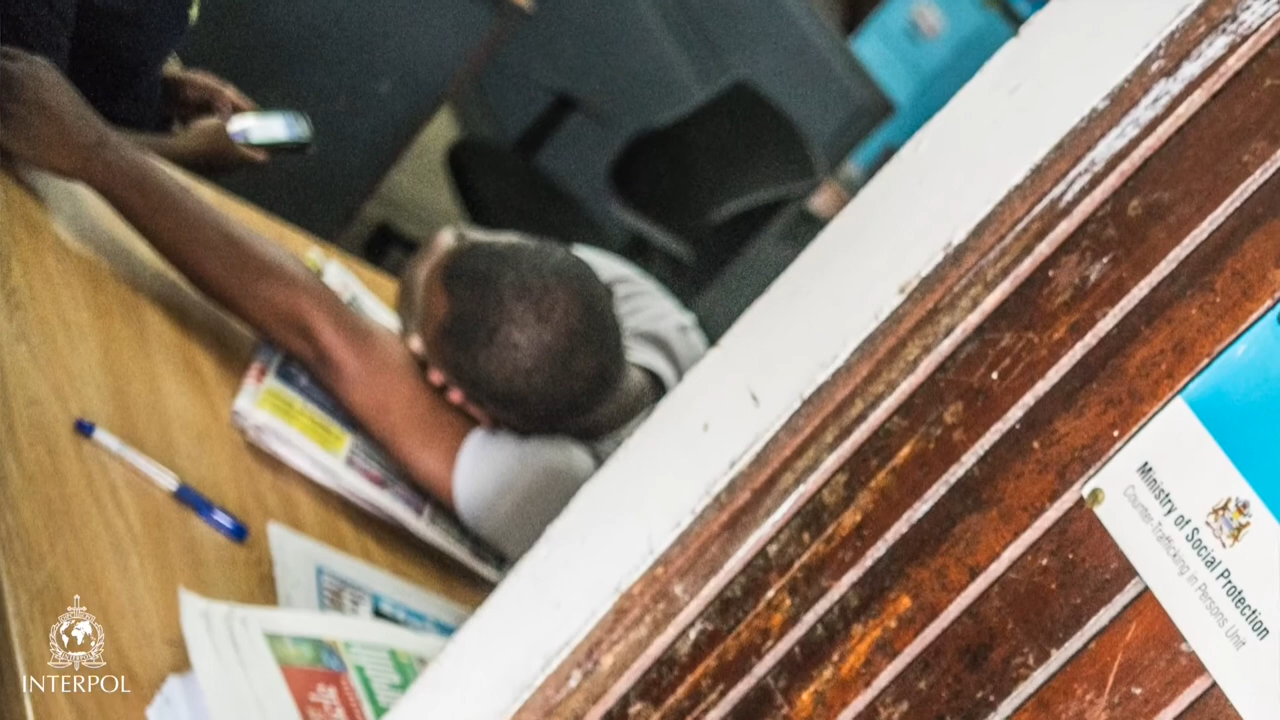 Ministry of Social Protection
Counter-Trafficking in Persons Unit
INTERPOL